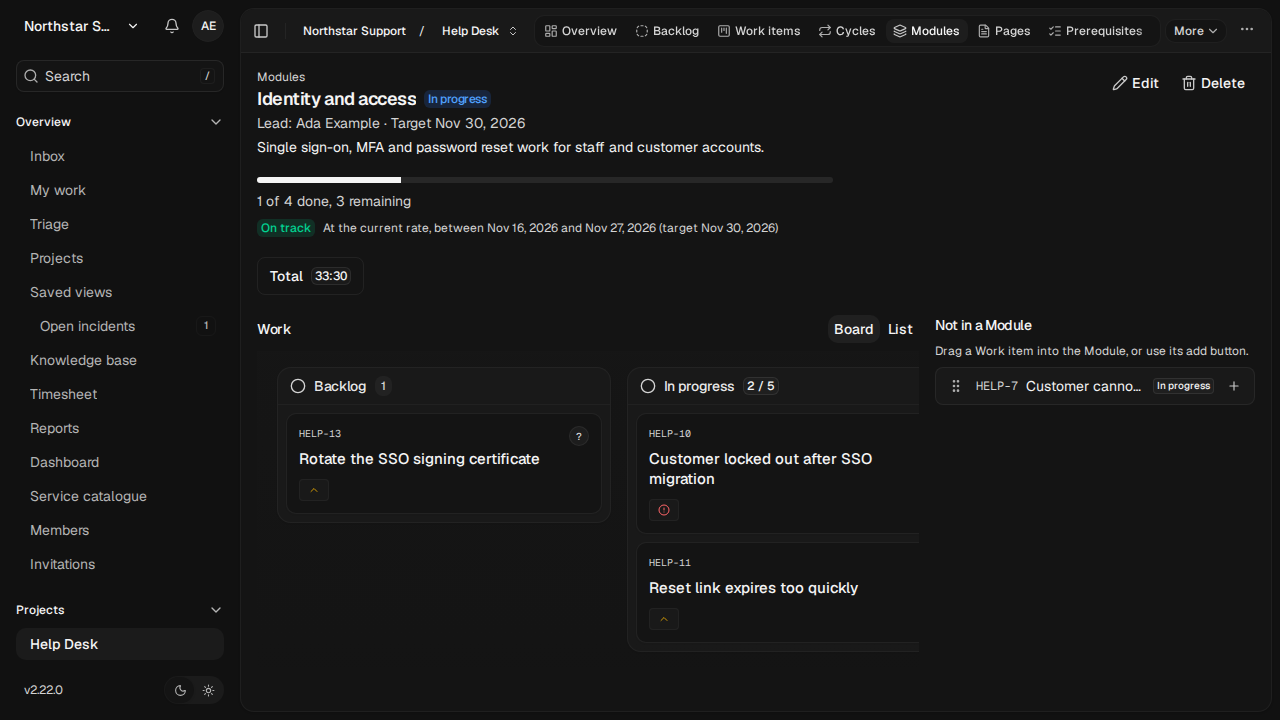 Northstar S...
AE
Search
/
Overview
Inbox
My work
Triage
Projects
Saved views
Open incidents
1
Knowledge base
Timesheet
Reports
Dashboard
Service catalogue
Members
Invitations
Projects
Help Desk
v2.22.0
Northstar Support / Help Desk
Overview
Backlog
Work items
Cycles
Modules
Pages
Prerequisites
More
Modules
Identity and access
In progress
Lead: Ada Example · Target Nov 30, 2026
Single sign-on, MFA and password reset work for staff and customer accounts.
Edit
Delete
1 of 4 done, 3 remaining
On track
At the current rate, between Nov 16, 2026 and Nov 27, 2026 (target Nov 30, 2026)
Total 33:30
Work
Board
List
Backlog 1
HELP-13
?
Rotate the SSO signing certificate
In progress 2 / 5
HELP-10
Customer locked out after SSO
migration
HELP-11
Reset link expires too quickly
Not in a Module
Drag a Work item into the Module, or use its add button.
HELP-7 Customer canno... In progress